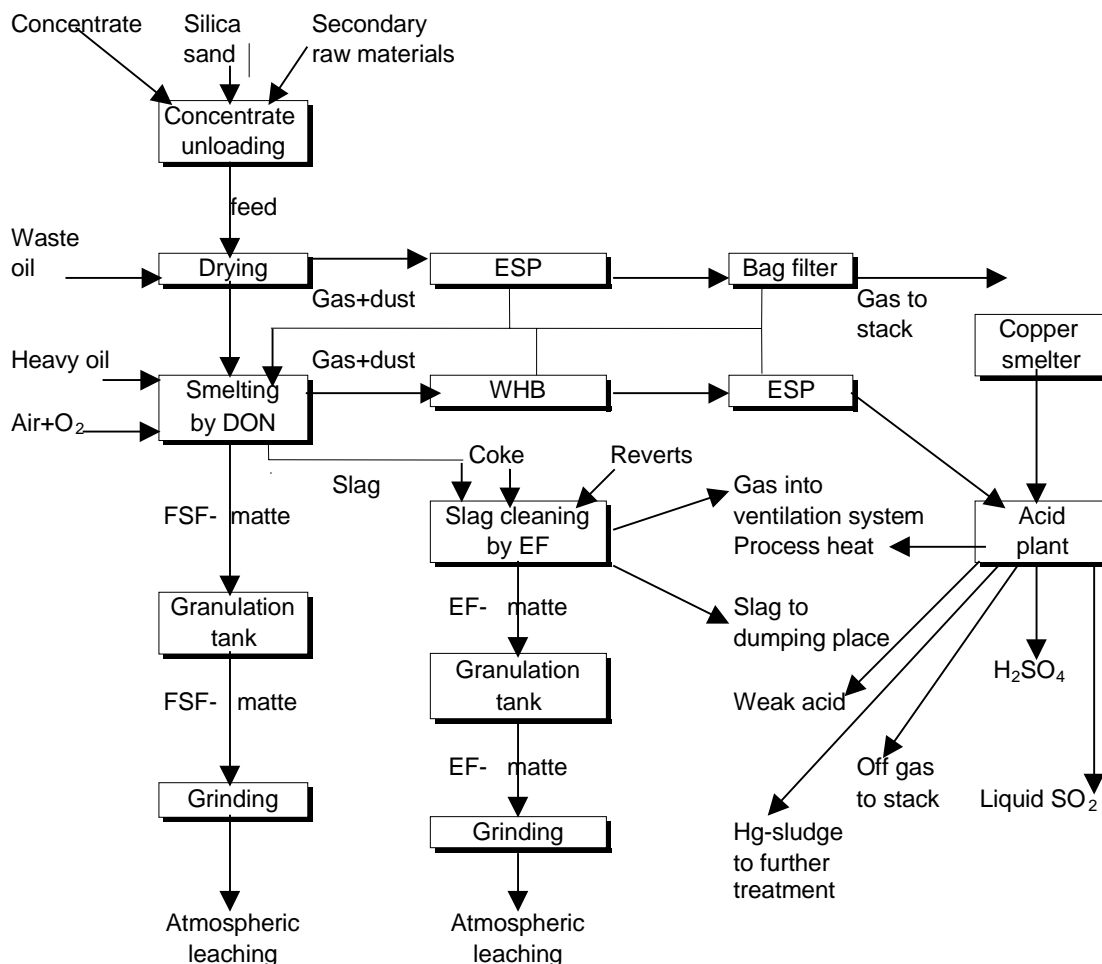 Concentrate
Silica
sand
Secondary
raw materials
Concentrate
unloading
feed
Waste
oil
Drying
Gas+dust
ESP
Bag filter
Gas to
stack
Copper
smelter
Heavy oil
Air+O₂
Smelting
by DON
Gas+dust
WHB
ESP
Slag
Coke
Reverts
Slag cleaning
by EF
Gas into
ventilation system
Process heat
Acid
plant
FSF- matte
Granulation
tank
FSF- matte
Grinding
Atmospheric
leaching
EF- matte
Granulation
tank
EF- matte
Grinding
Atmospheric
leaching
Slag to
dumping place
Weak acid
Hg-sludge
to further
treatment
Off gas
to stack
H₂SO₄
Liquid SO₂